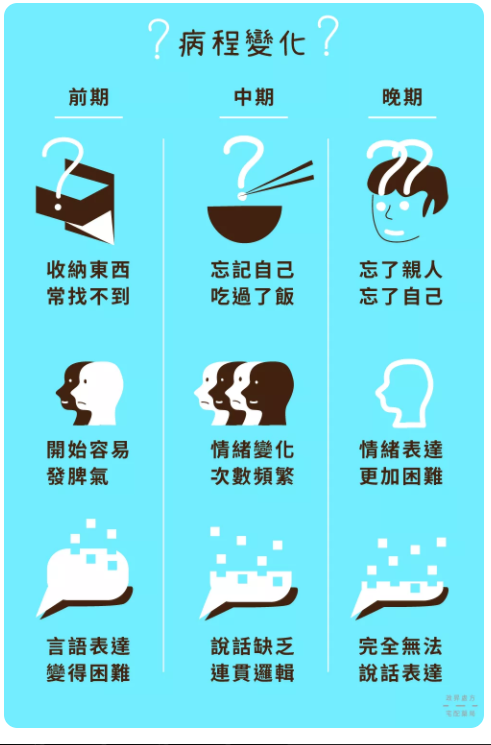 病程變化
前期
中期
晚期
收納東西
常找不到
忘記自己
吃過了飯
忘了親人
忘了自己
開始容易
發脾氣
情緒變化
次數頻繁
情緒表達
更加困難
言語表達
變得困難
說話缺乏
連貫邏輯
完全無法
說話表達